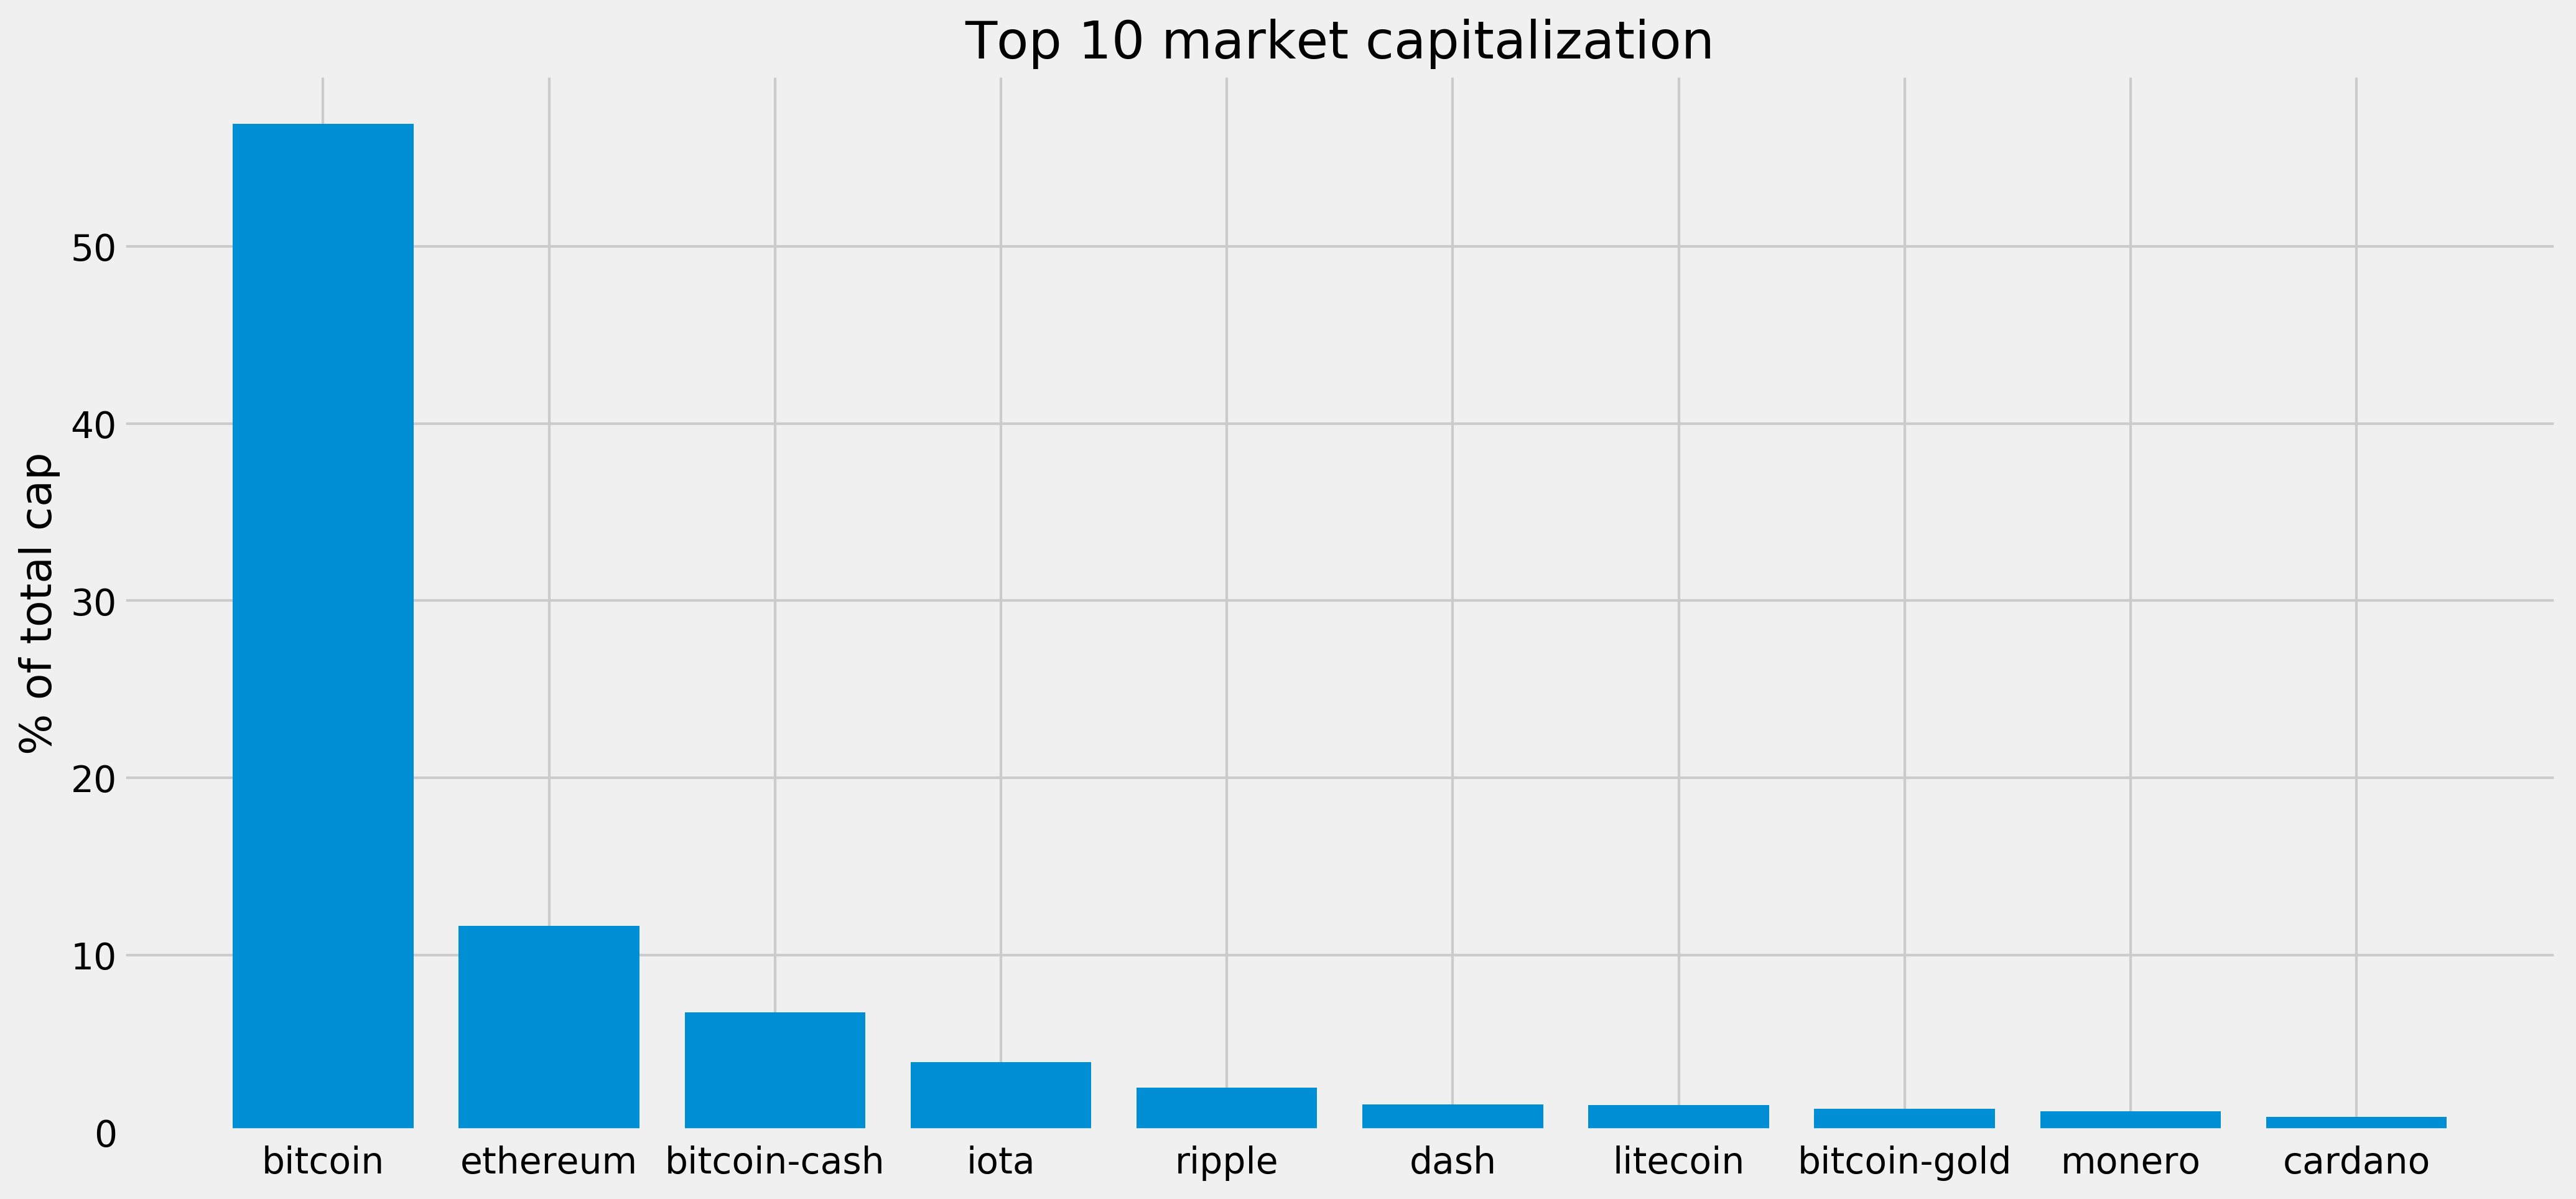 Top 10 market capitalization
% of total cap
50
40
30
20
10
0
bitcoin ethereum bitcoin-cash iota ripple dash litecoin bitcoin-gold monero cardano